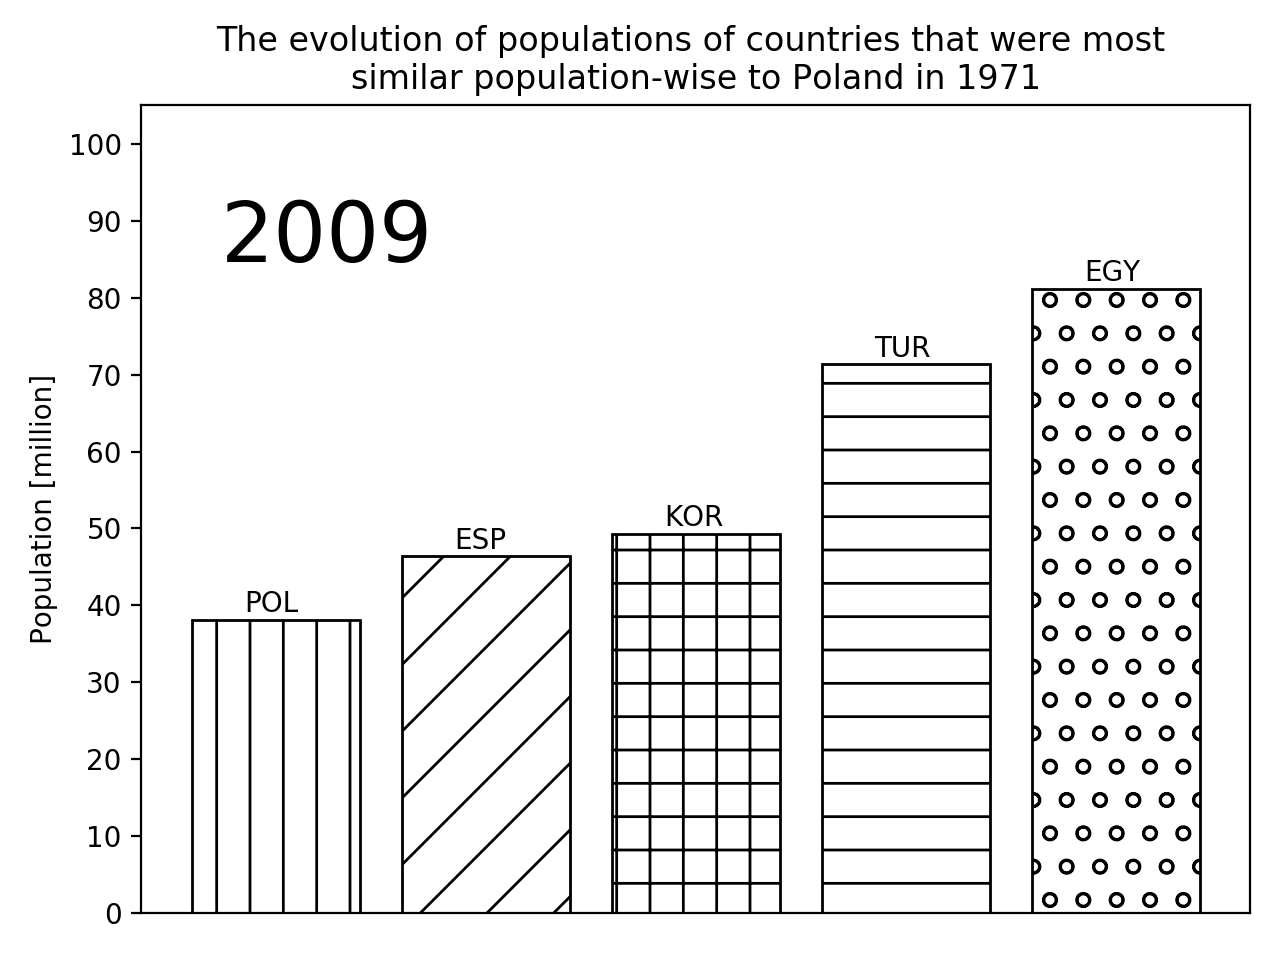 The evolution of populations of countries that were most
similar population-wise to Poland in 1971
100
90
80
70
60
50
40
30
20
10
0
Population [million]
2009
POL
ESP
KOR
TUR
EGY